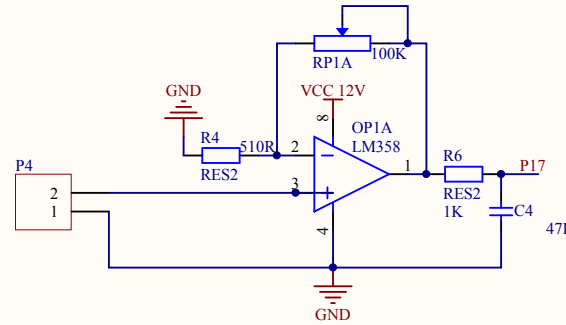 100K
RP1A
GND
VCC 12V
P4
R4
510R
RES2
8
OP1A
LM358
2
1
R6
P17
2
1
3
RES2
1K
C4
4
GND